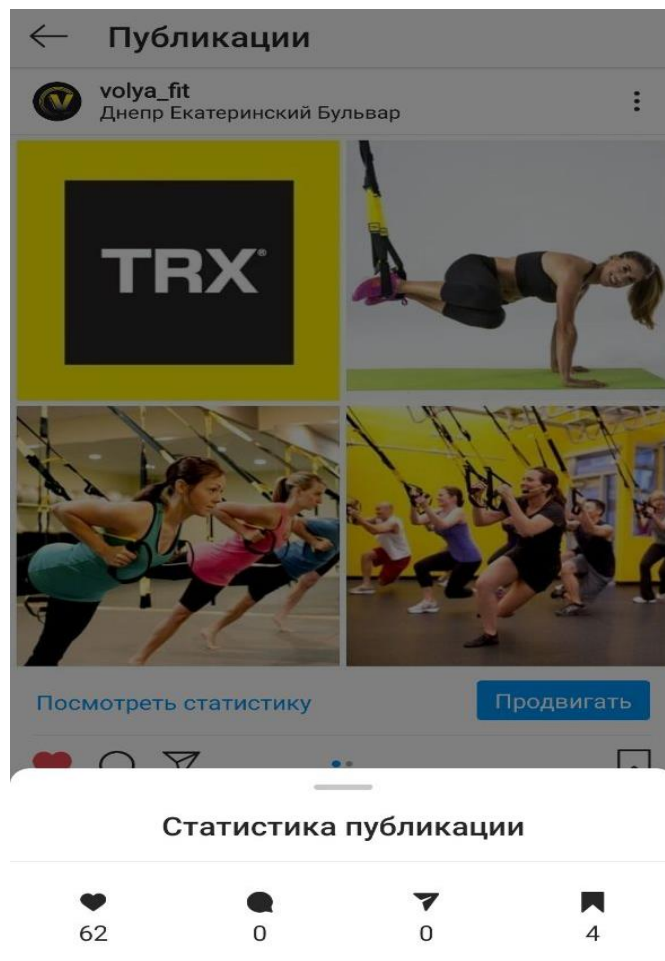 Публикации
volya_fit
Днепр Екатеринский Бульвар
TRX®
Посмотреть статистику
Продвигать
Статистика публикации
62
0
0
4